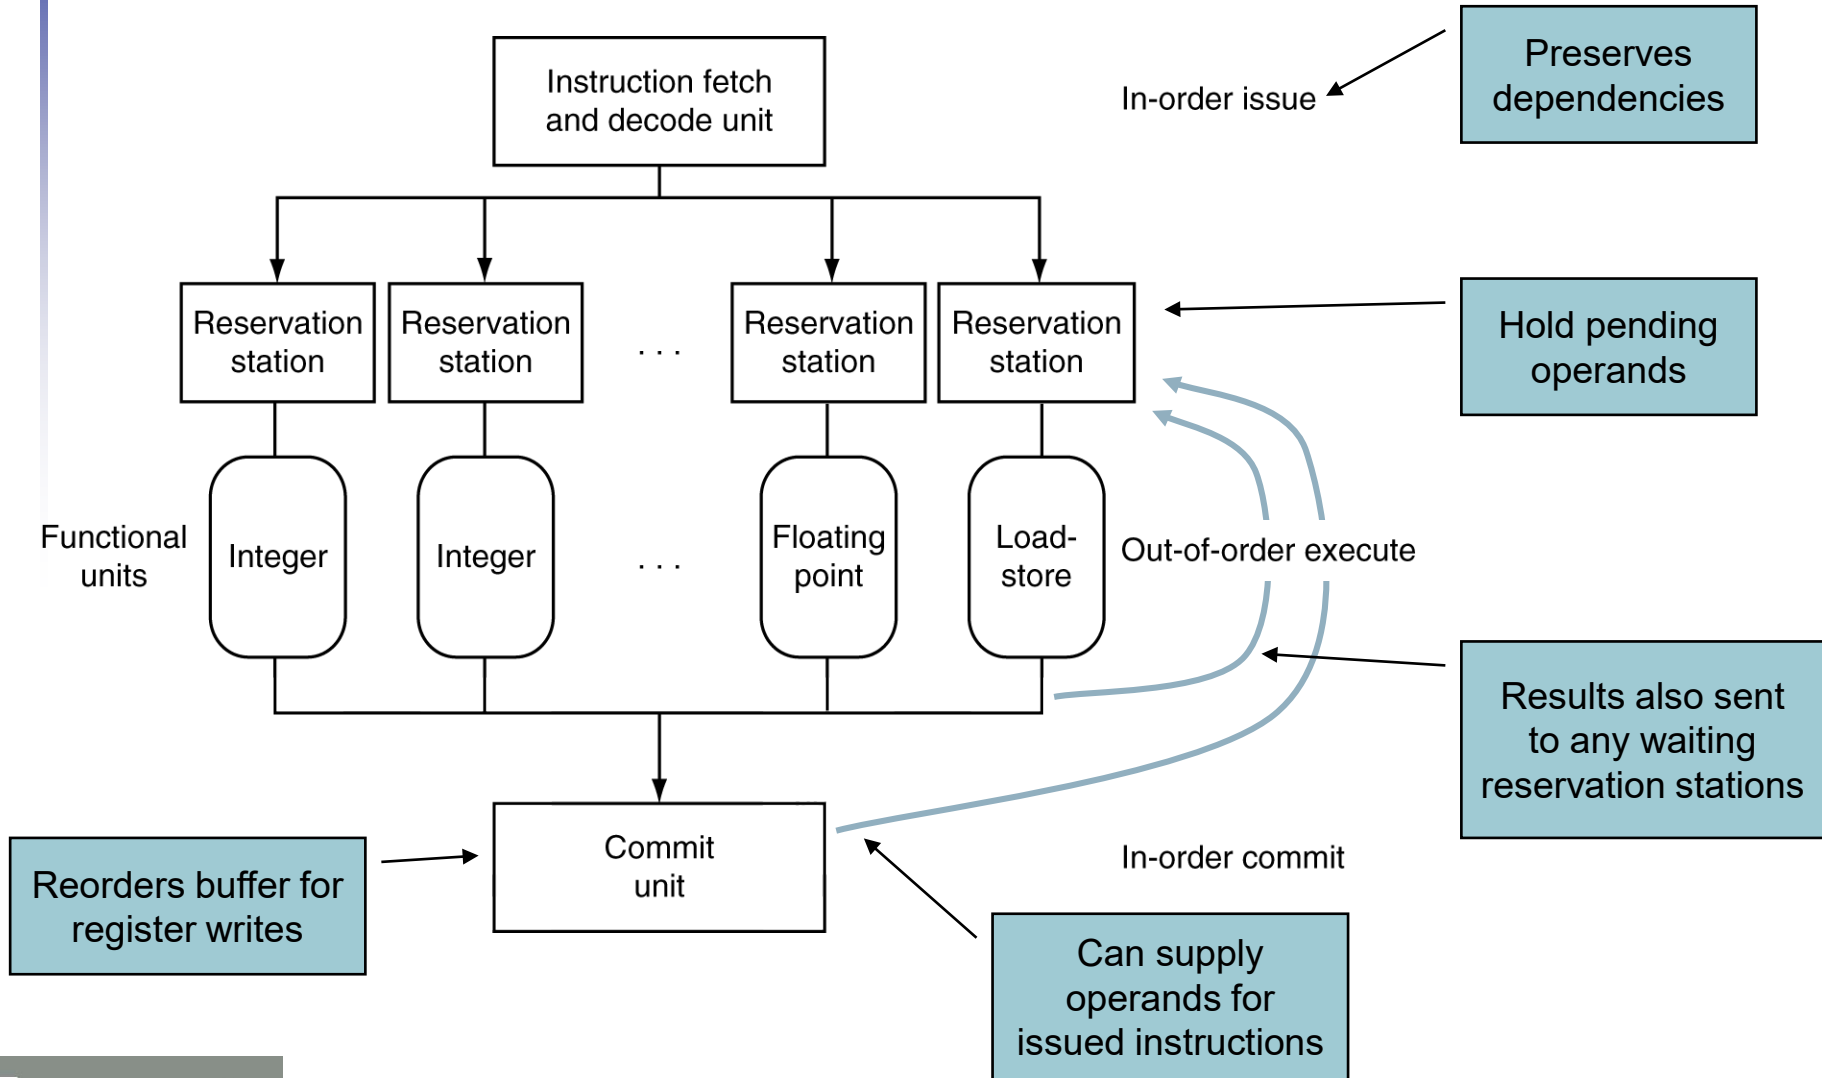 Instruction fetch
and decode unit
In-order issue
Preserves
dependencies
Reservation
station
Reservation
station
. . .
Reservation
station
Reservation
station
Hold pending
operands
Functional
units
Integer
Integer
. . .
Floating
point
Load-
store
Out-of-order execute
Results also sent
to any waiting
reservation stations
Commit
unit
In-order commit
Reorders buffer for
register writes
Can supply
operands for
issued instructions